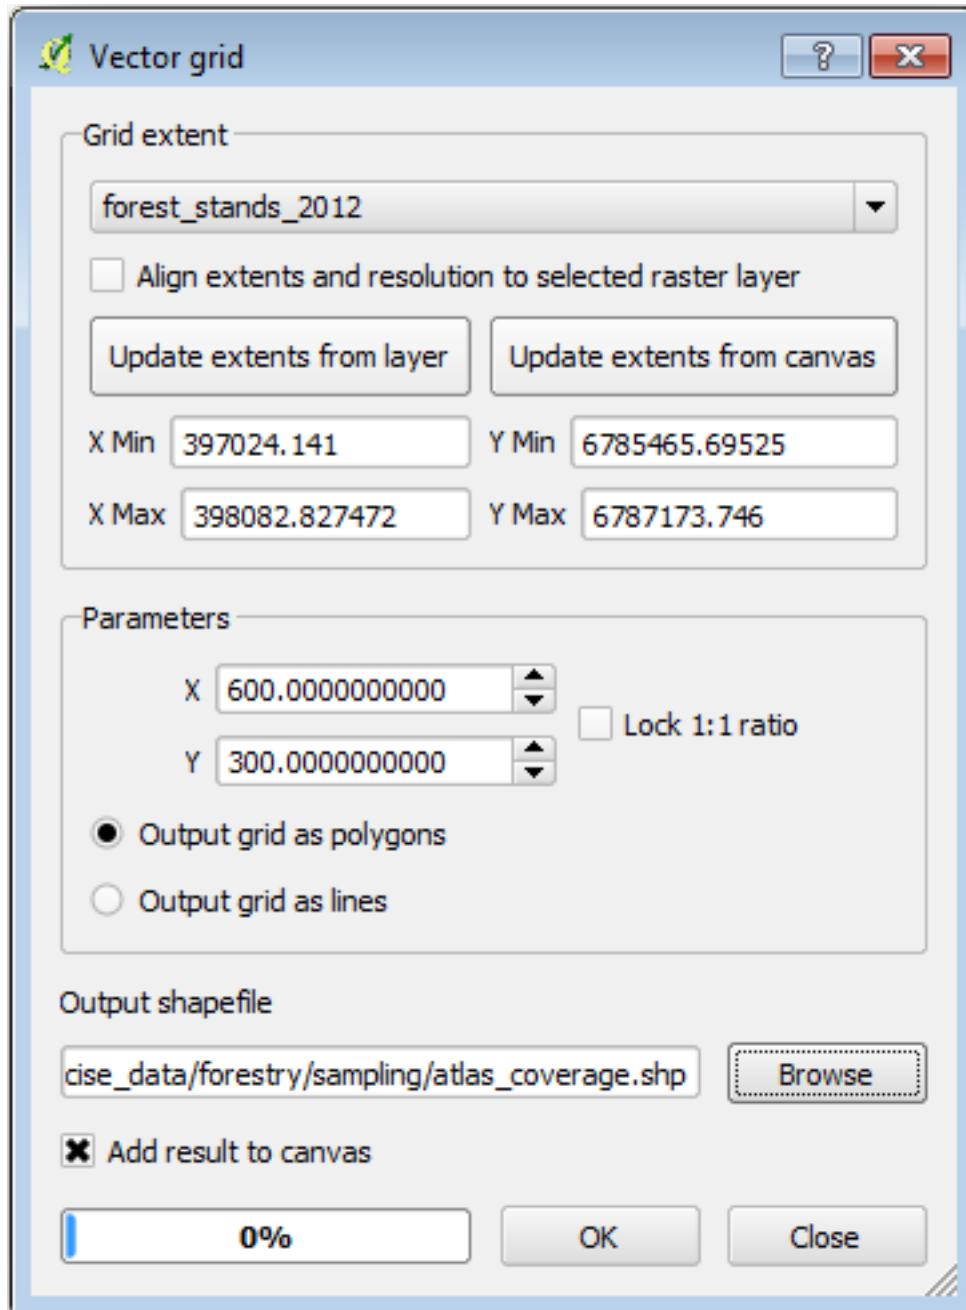 Vector grid
?
Grid extent
forest_stands_2012
Align extents and resolution to selected raster layer
Update extents from layer Update extents from canvas
X Min 397024.141 Y Min 6785465.69525
X Max 398082.827472 Y Max 6787173.746
Parameters
X 600.0000000000
Lock 1:1 ratio
Y 300.0000000000
Output grid as polygons
Output grid as lines
Output shapefile
cise_data/forestry/sampling/atlas_coverage.shp Browse
Add result to canvas
0% OK Close